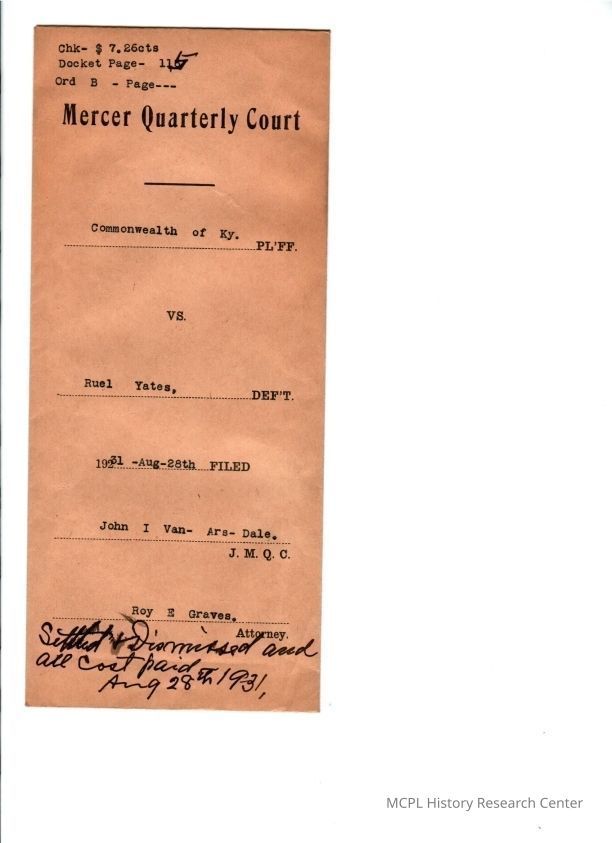 Chk- $ 7.26cts
Docket Page- 115
Ord B - Page---
Mercer Quarterly Court
Commonwealth of Ky.
PL'FF.
VS.
Ruel Yates,
DEF'T.
1931 -Aug-28th FILED
John I Van- Ars- Dale.
J. M. Q. C.
Roy E Graves.
Attorney.
Settled & Dismissed and
all cost paid
Aug 28th 1931,
MCPL History Research Center